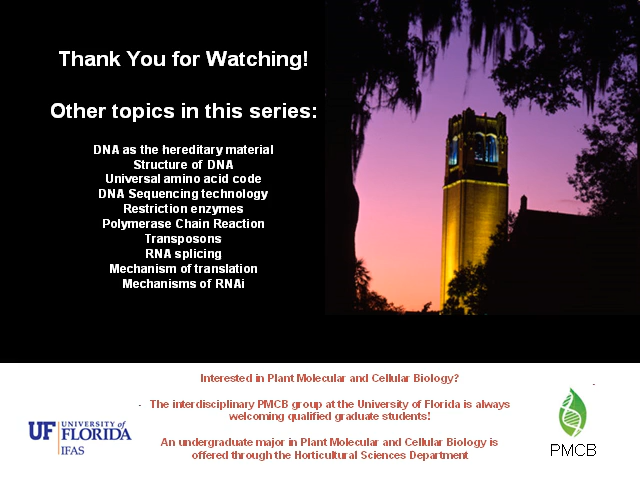 Thank You for Watching!
Other topics in this series:
DNA as the hereditary material
Structure of DNA
Universal amino acid code
DNA Sequencing technology
Restriction enzymes
Polymerase Chain Reaction
Transposons
RNA splicing
Mechanism of translation
Mechanisms of RNAi
Interested in Plant Molecular and Cellular Biology?
- The interdisciplinary PMCB group at the University of Florida is always
welcoming qualified graduate students!
An undergraduate major in Plant Molecular and Cellular Biology is
offered through the Horticultural Sciences Department
UF UNIVERSITY of
FLORIDA
IFAS
PMCB